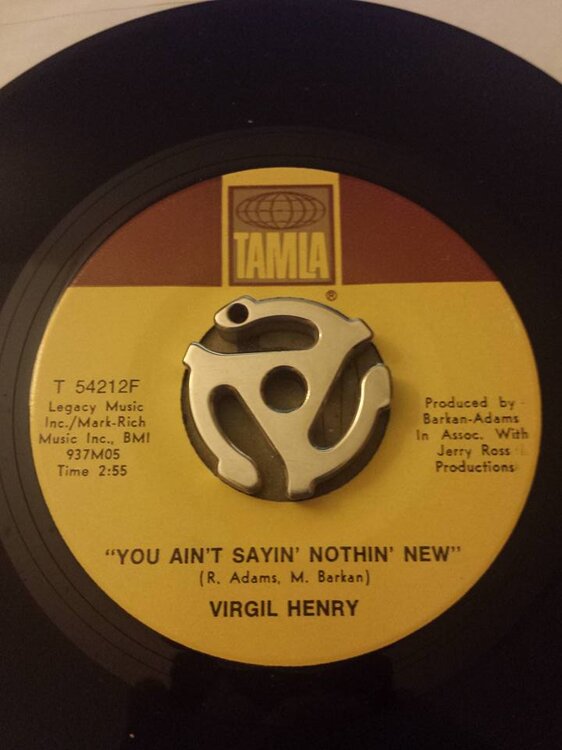 TAMLA
®
T 54212F
Legacy Music
Inc./Mark-Rich
Music Inc., BMI
937M05
Time 2:55
Produced by
Barkan-Adams
In Assoc. With
Jerry Ross
Productions
"YOU AIN'T SAYIN' NOTHIN' NEW"
(R. Adams, M. Barkan)
VIRGIL HENRY